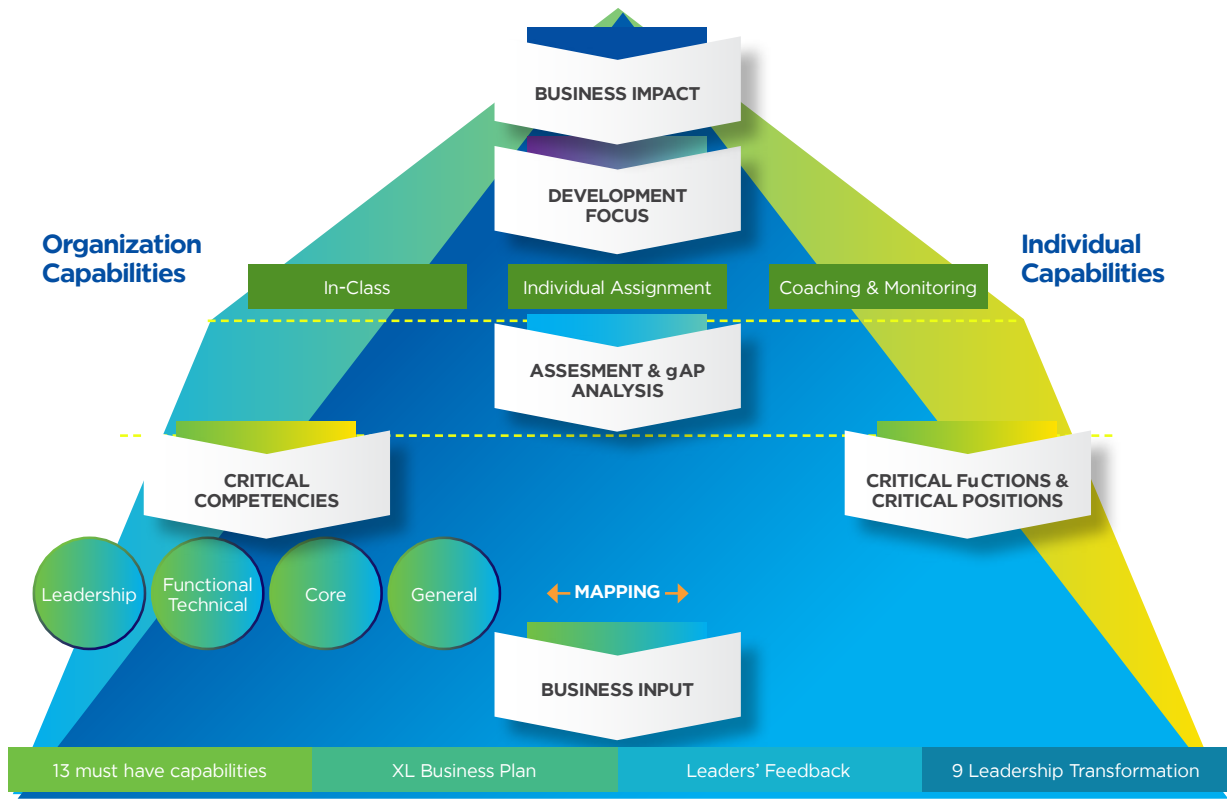 BUSINESS IMPACT
DEVELOPMENT
FOCUS
Organization
Capabilities
Individual
Capabilities
In-Class
Individual Assignment
Coaching & Monitoring
ASSESMENT & gAP
ANALYSIS
CRITICAL
COMPETENCIES
CRITICAL FuCTIONS &
CRITICAL POSITIONS
Leadership
Functional
Technical
Core
General
MAPPING
BUSINESS INPUT
13 must have capabilities
XL Business Plan
Leaders’ Feedback
9 Leadership Transformation